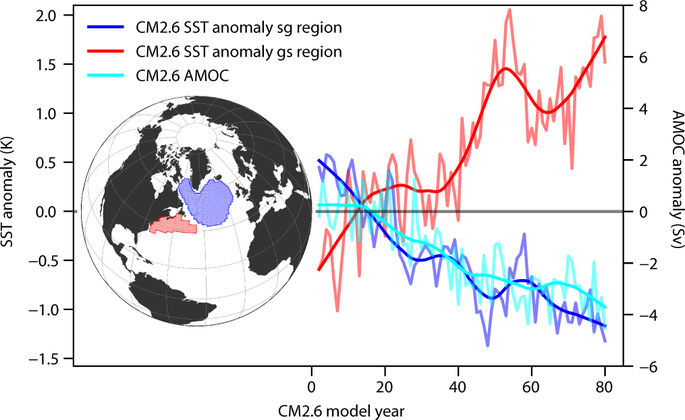 CM2.6 SST anomaly sg region
CM2.6 SST anomaly gs region
CM2.6 AMOC
SST anomaly (K)
2.0
1.5
1.0
0.5
0.0
−0.5
−1.0
−1.5
AMOC anomaly (Sv)
8
6
4
2
0
−2
−4
−6
0 20 40 60 80
CM2.6 model year